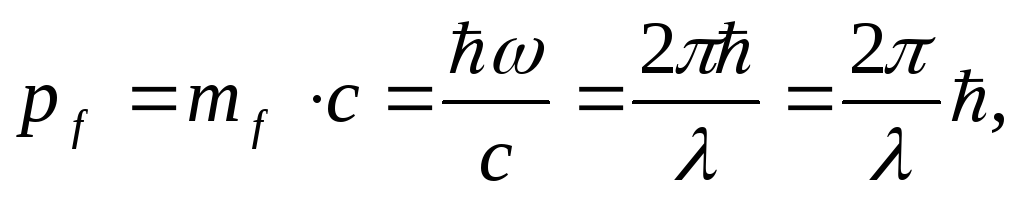 p_f = m_f · c = ħω/c = 2πħ/λ = 2π/λ ħ,